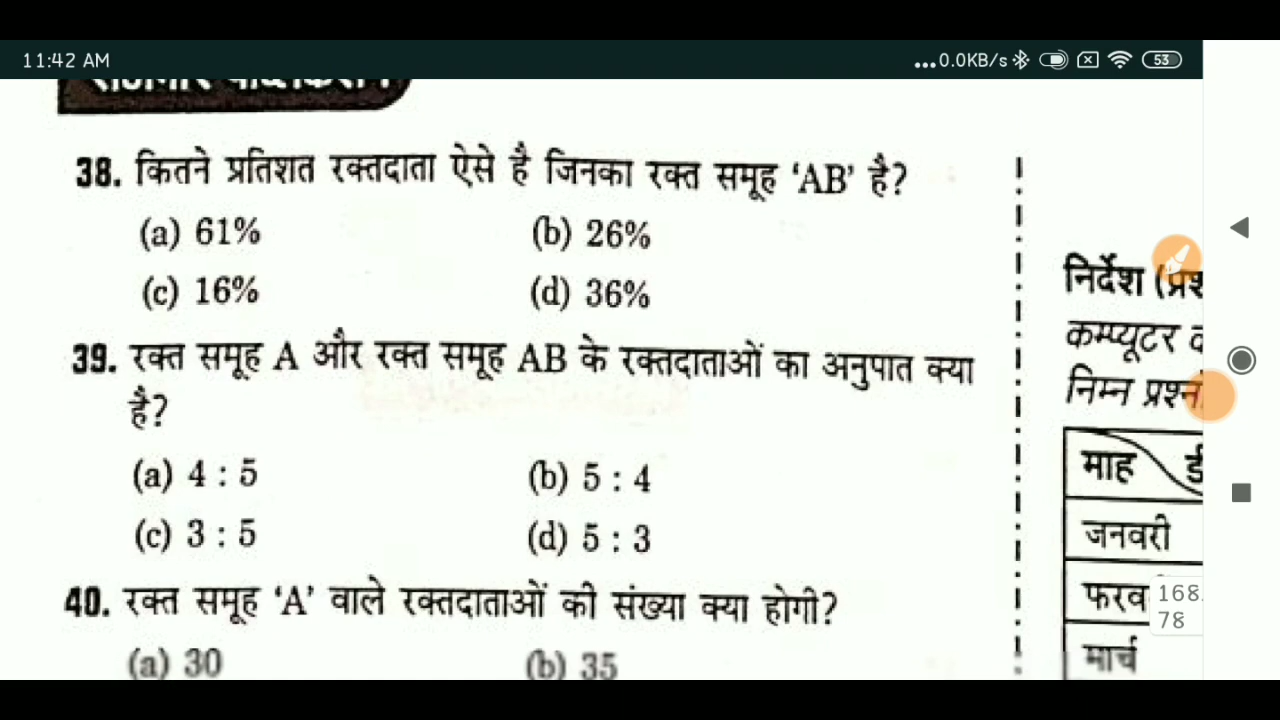 11:42 AM
...0.0KB/s 53
38. कितने प्रतिशत रक्तदाता ऐसे है जिनका रक्त समूह ‘AB’ है?
(a) 61% (b) 26%
(c) 16% (d) 36%
39. रक्त समूह A और रक्त समूह AB के रक्तदाताओं का अनुपात क्या
है?
(a) 4 : 5 (b) 5 : 4
(c) 3 : 5 (d) 5 : 3
40. रक्त समूह ‘A’ वाले रक्तदाताओं की संख्या क्या होगी?
(a) 30 (b) 35
निर्देश
कम्प्यूटर
निम्न
माह
जनवरी
मार्च
168.
78